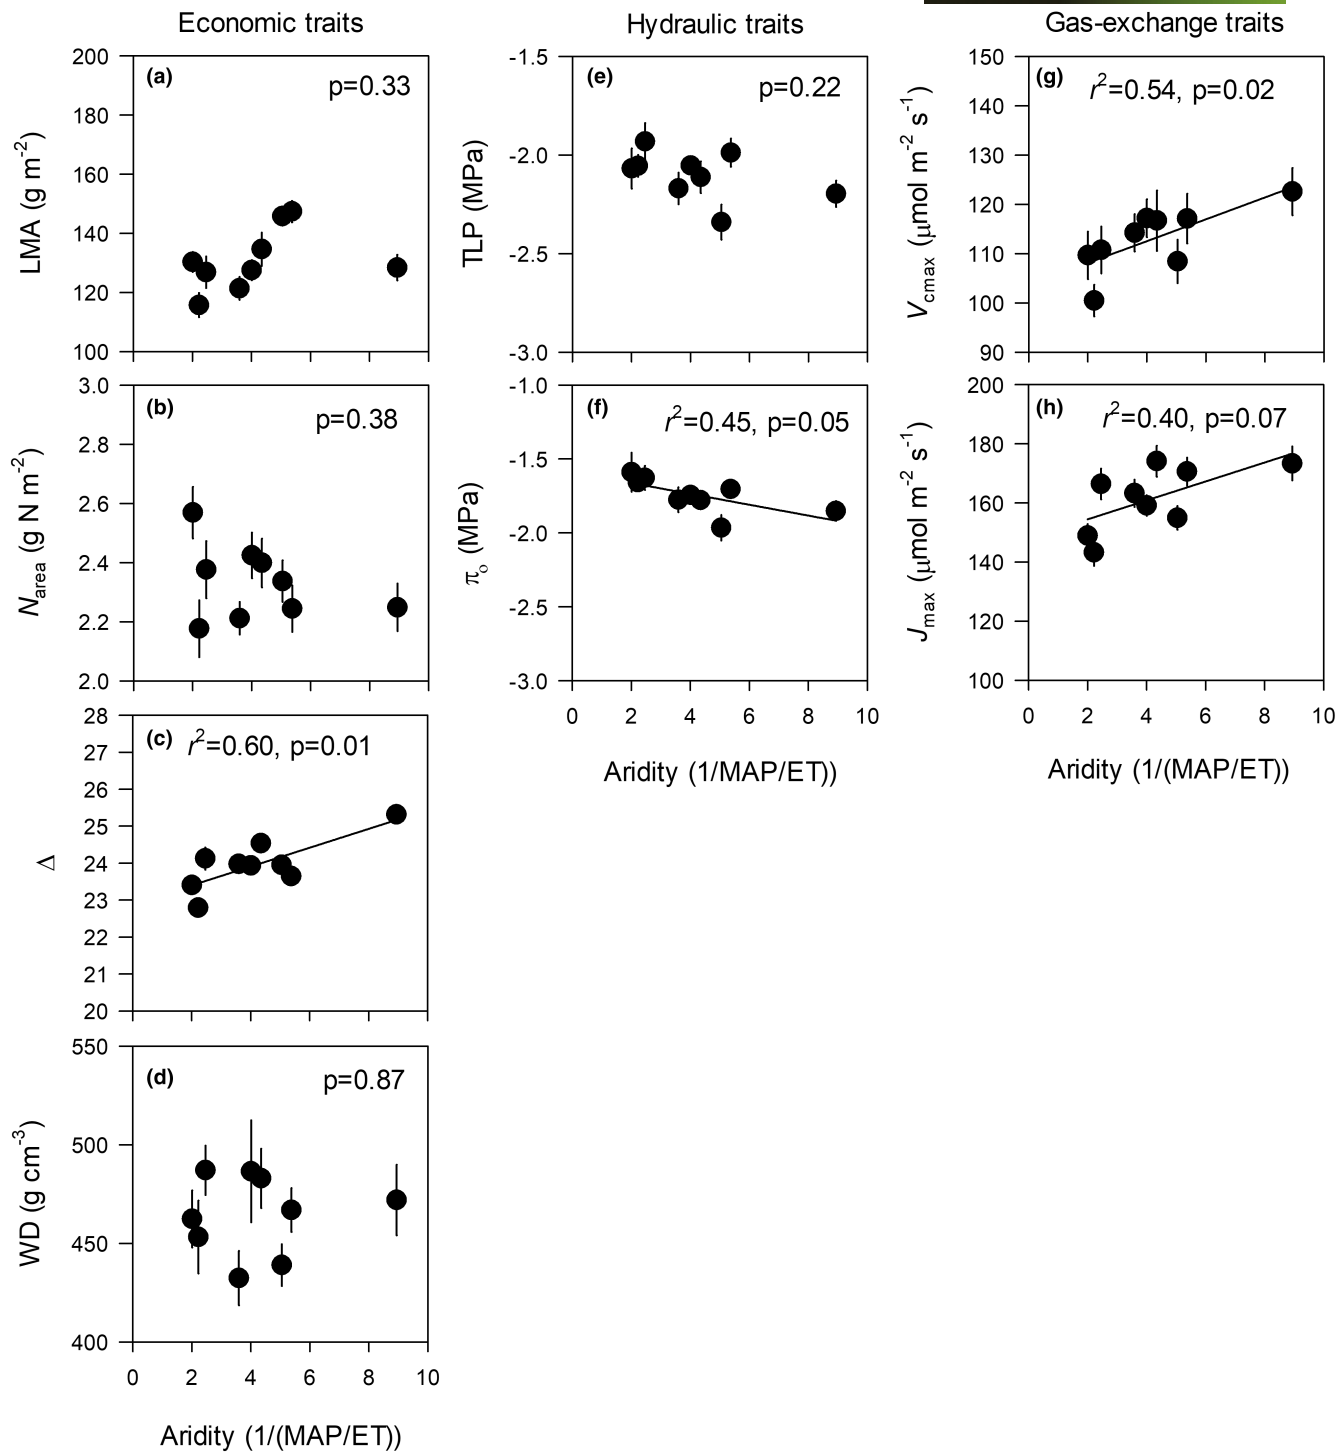 Economic traits
Hydraulic traits
Gas-exchange traits
(a)
p=0.33
200
180
160
140
120
100
LMA (g m⁻²)
(e)
p=0.22
-1.5
-2.0
-2.5
-3.0
TLP (MPa)
(g)
r²=0.54, p=0.02
150
140
130
120
110
100
90
Vcmax (μmol m⁻² s⁻¹)
(b)
p=0.38
3.0
2.8
2.6
2.4
2.2
2.0
Narea (g N m⁻²)
(f)
r²=0.45, p=0.05
-1.0
-1.5
-2.0
-2.5
-3.0
πo (MPa)
0 2 4 6 8 10
Aridity (1/MAP/ET))
(h)
r²=0.40, p=0.07
200
180
160
140
120
100
Jmax (μmol m⁻² s⁻¹)
0 2 4 6 8 10
Aridity (1/(MAP/ET))
(c)
r²=0.60, p=0.01
28
27
26
25
24
23
22
21
20
Δ
(d)
p=0.87
550
500
450
400
WD (g cm⁻³)
0 2 4 6 8 10
Aridity (1/(MAP/ET))